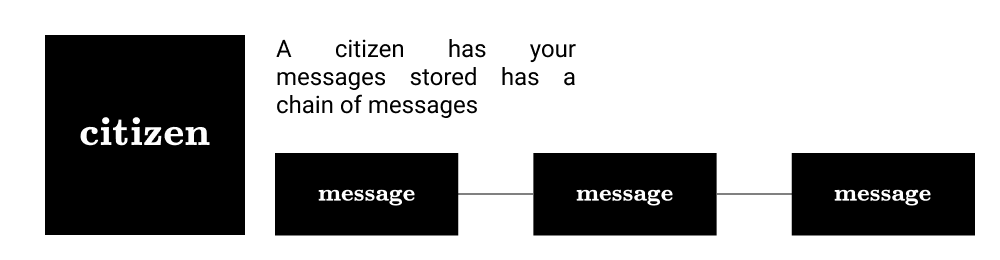 citizen
A citizen has your
messages stored has a
chain of messages
message
message
message